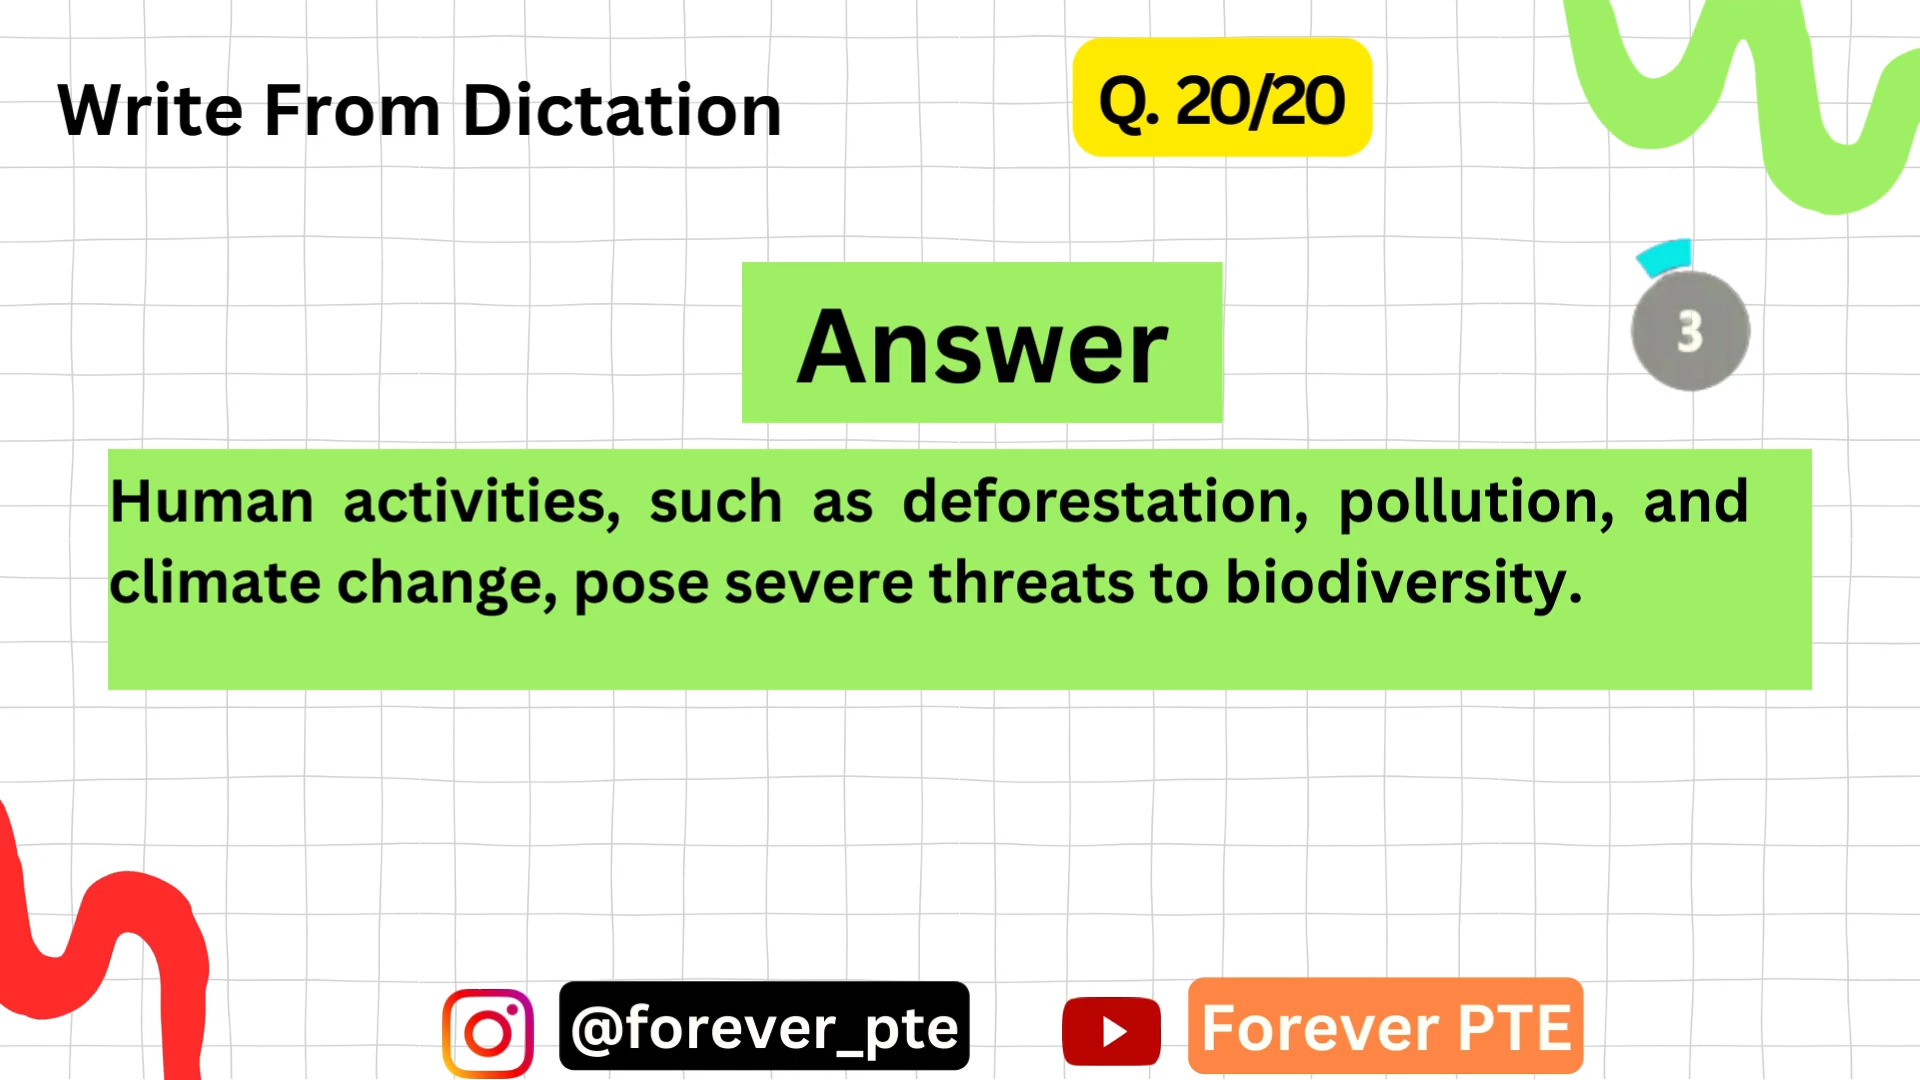 Write From Dictation
Q. 20/20
Answer
3
Human activities, such as deforestation, pollution, and
climate change, pose severe threats to biodiversity.
@forever_pte
Forever PTE